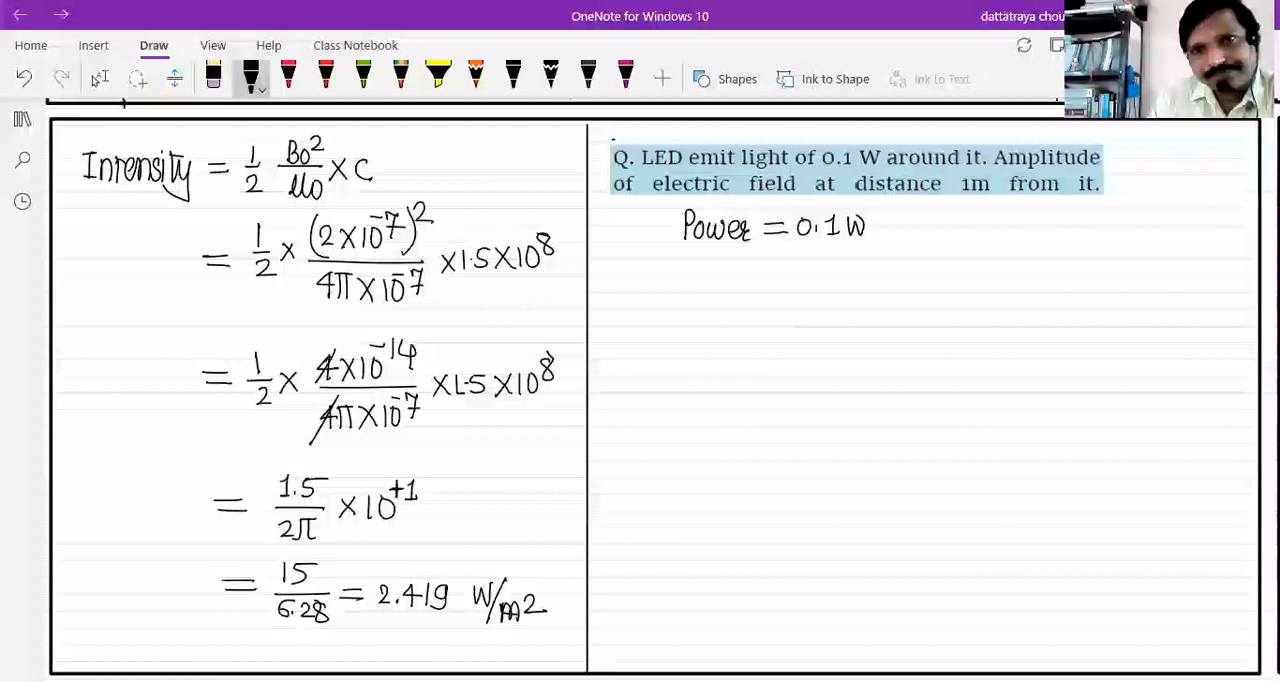 OneNote for Windows 10
dattatraya chou
Home Insert Draw View Help Class Notebook
Shapes Ink to Shape Ink to Text
Intensity = 1/2 B0²/μ0 × C
= 1/2 × (2×10⁻⁷)²/4π×10⁻⁷ ×1.5×10⁸
= 1/2 × 4×10⁻¹⁴/4π×10⁻⁷ ×1.5×10⁸
= 1.5/2π ×10⁺¹
= 15/6.28 = 2.419 W/m2
Q. LED emit light of 0.1 W around it. Amplitude
of electric field at distance 1m from it.
Power = 0.1W